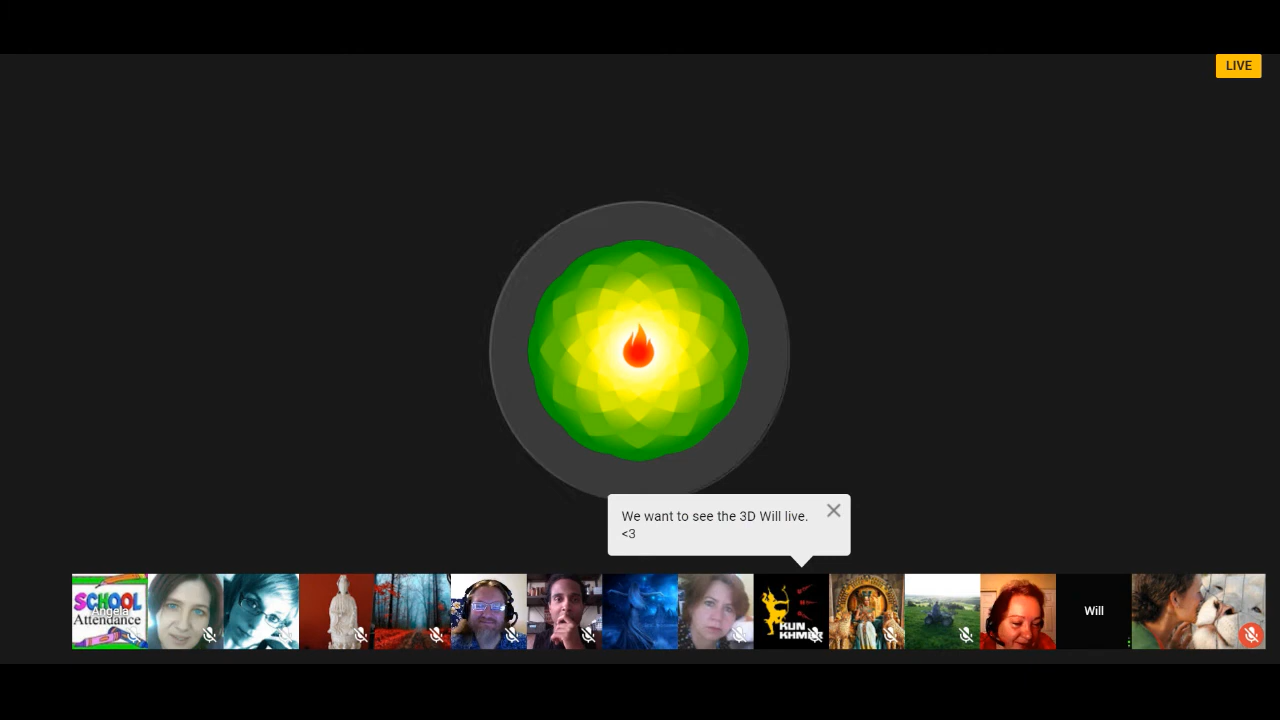 LIVE
We want to see the 3D Will live.
<3
SCHOOL
Angela
Attendance
KUN
KHMER
Will